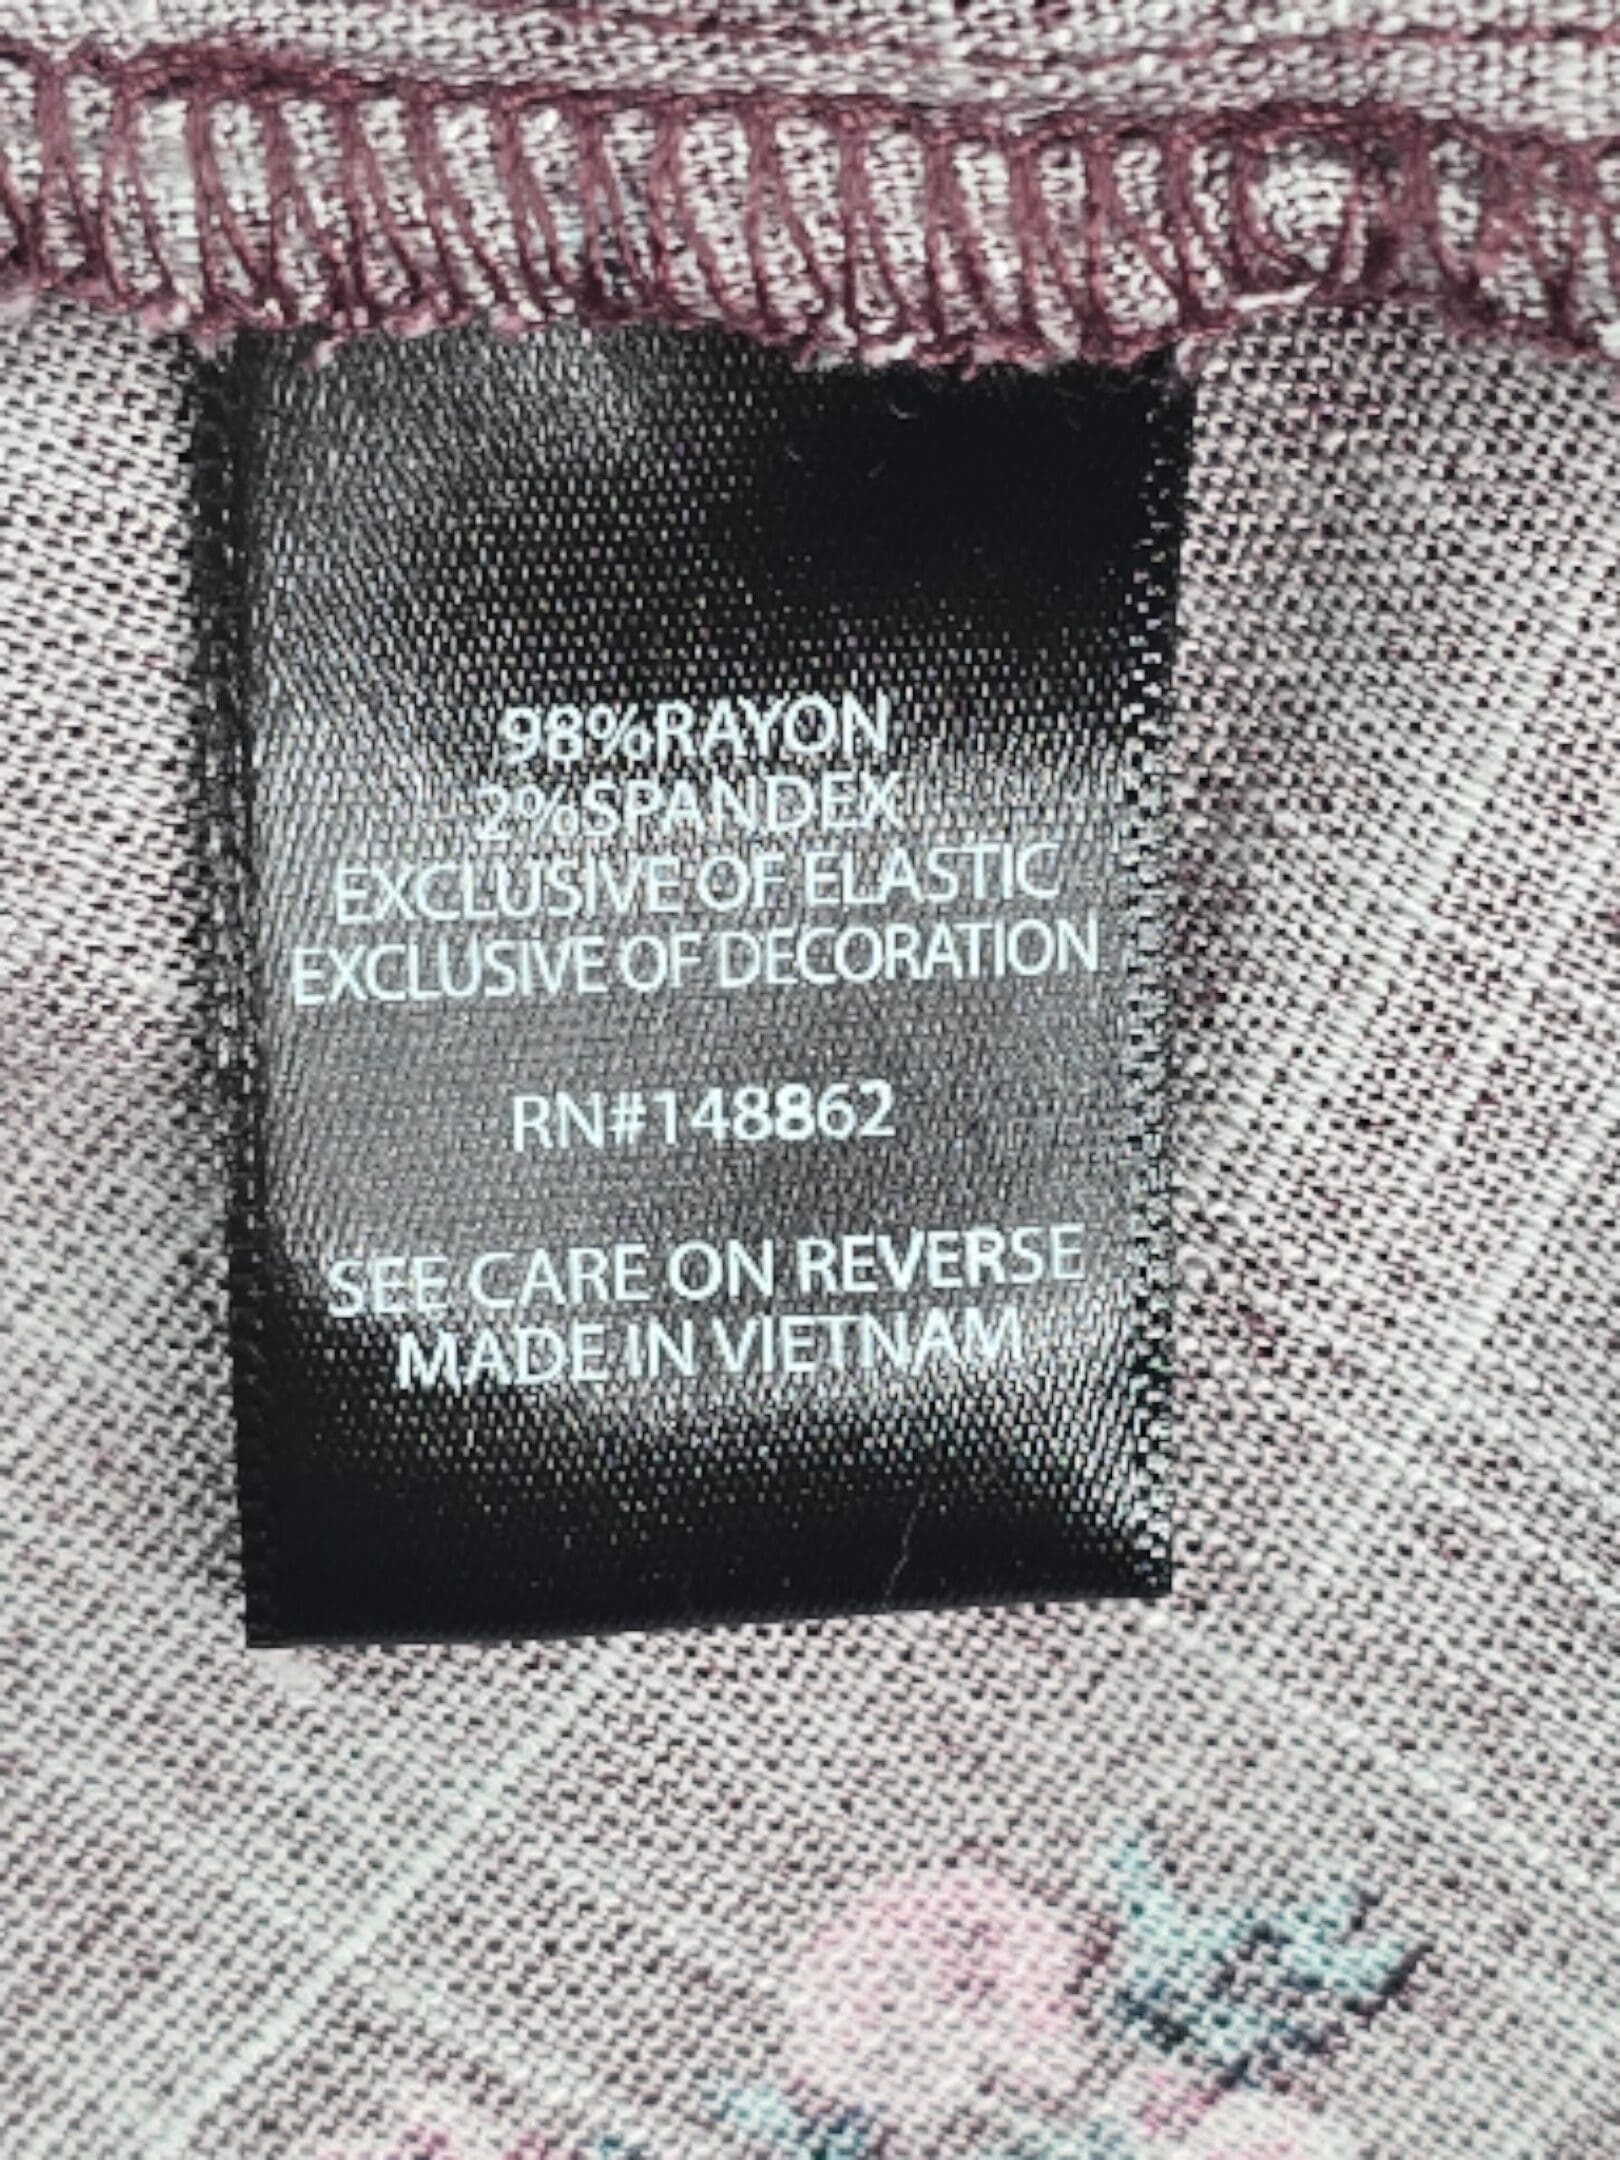 98%RAYON
2%SPANDEX
EXCLUSIVE OF ELASTIC
EXCLUSIVE OF DECORATION
RN#148862
SEE CARE ON REVERSE
MADE IN VIETNAM